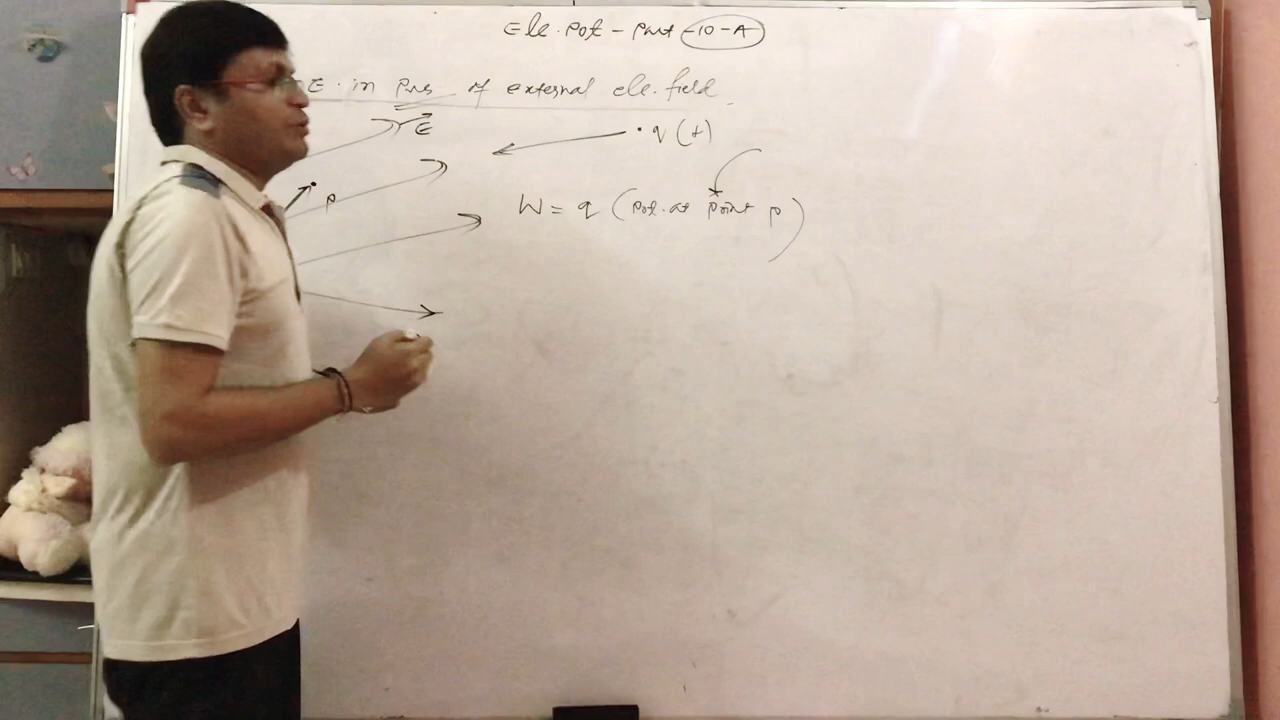 Ele. Pot - Part - 10 - A
E. in Pres of external ele. field
E
. q (+)
P
W = q (Pot. at Point P)